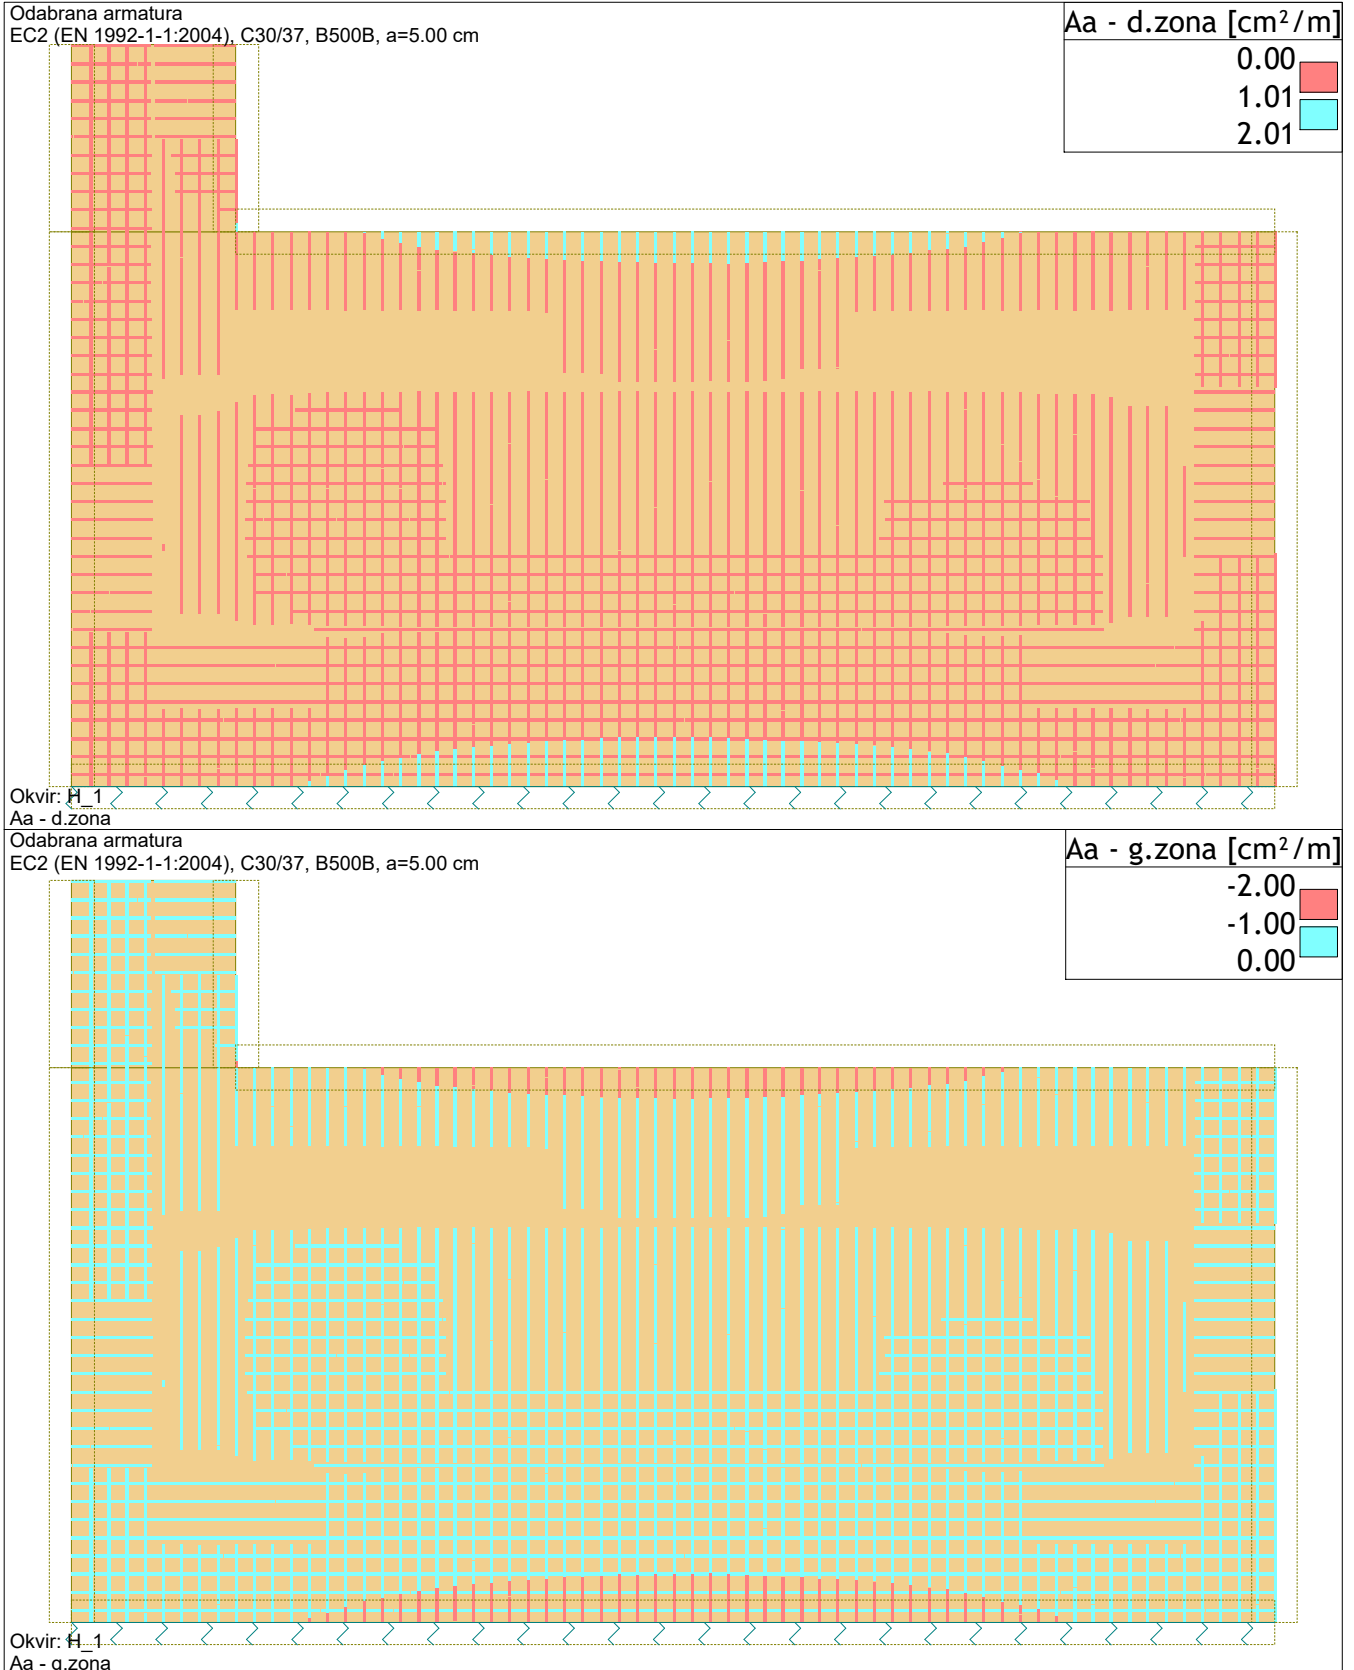 Odabrana armatura
EC2 (EN 1992-1-1:2004), C30/37, B500B, a=5.00 cm
Aa - d.zona [cm²/m]
0.00
1.01
2.01
Okvir: H_1
Aa - d.zona
Odabrana armatura
EC2 (EN 1992-1-1:2004), C30/37, B500B, a=5.00 cm
Aa - g.zona [cm²/m]
-2.00
-1.00
0.00
Okvir: H_1
Aa - g.zona